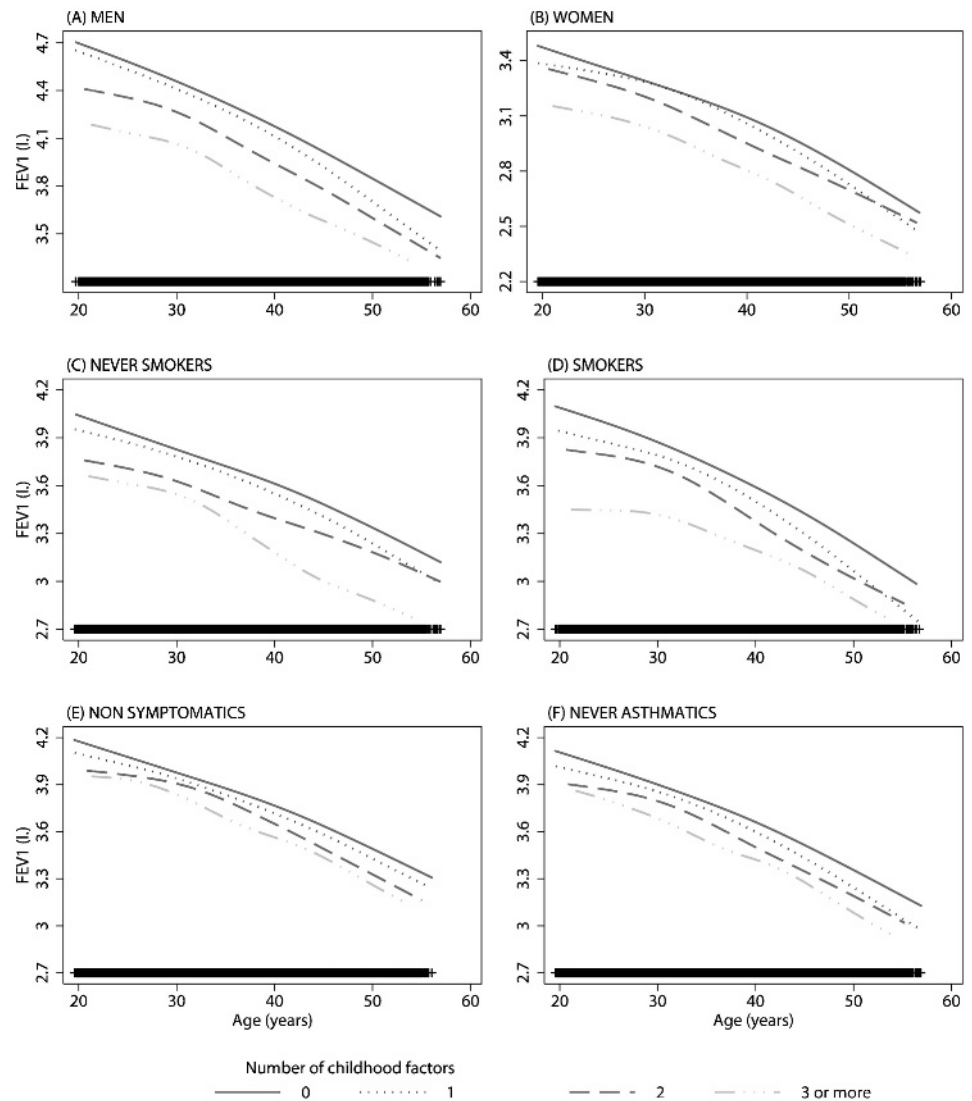 (A) MEN
FEV1 (l.)
4.7
4.4
4.1
3.8
3.5
20 30 40 50 60
(B) WOMEN
3.4
3.1
2.8
2.5
2.2
20 30 40 50 60
(C) NEVER SMOKERS
FEV1 (l.)
4.2
3.9
3.6
3.3
3
2.7
20 30 40 50 60
(D) SMOKERS
4.2
3.9
3.6
3.3
3
2.7
20 30 40 50 60
(E) NON SYMPTOMATICS
FEV1 (l.)
4.2
3.9
3.6
3.3
3
2.7
20 30 40 50 60
Age (years)
(F) NEVER ASTHMATICS
4.2
3.9
3.6
3.3
3
2.7
20 30 40 50 60
Age (years)
Number of childhood factors
0 1 2 3 or more